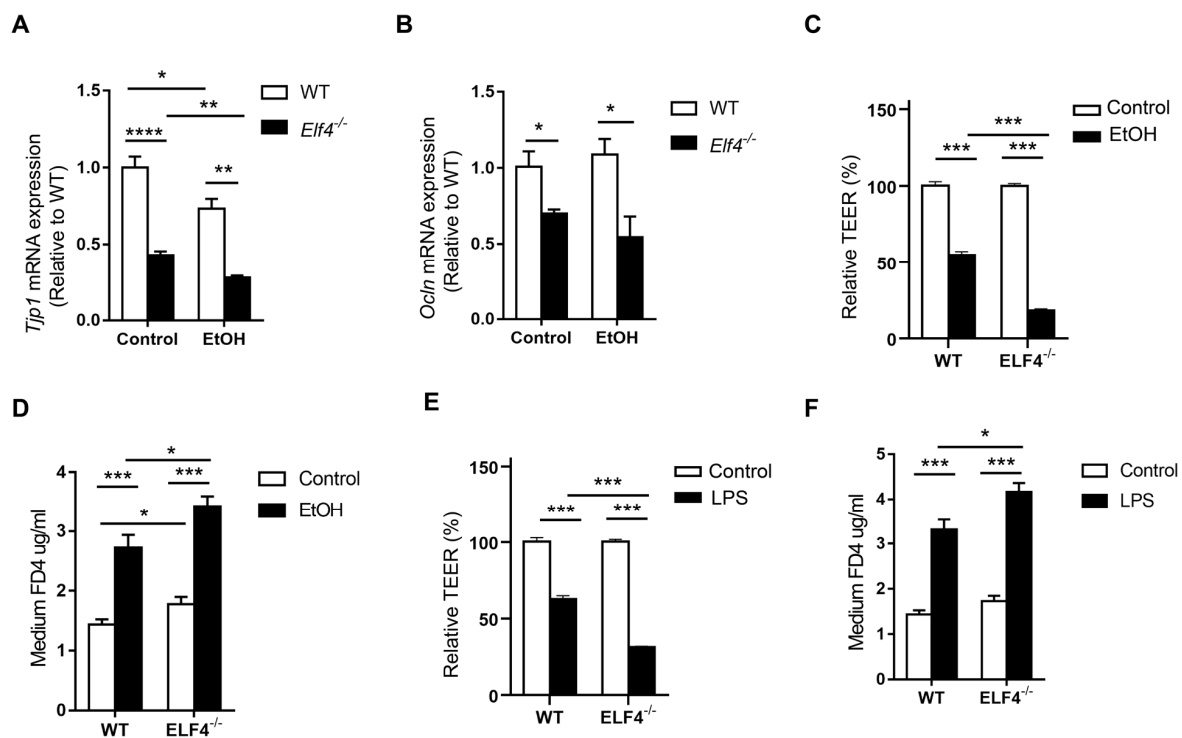 A
Tjp1 mRNA expression
(Relative to WT)
1.5
1.0
0.5
0.0
*
**
****
**
WT
Elf4-/-
Control EtOH
B
Ocln mRNA expression
(Relative to WT)
1.5
1.0
0.5
0.0
*
*
WT
Elf4-/-
Control EtOH
C
Relative TEER (%)
150
100
50
0
***
*** ***
Control
EtOH
WT ELF4-/-
D
Medium FD4 ug/ml
4
3
2
1
0
*
*** ***
*
Control
EtOH
WT ELF4-/-
E
Relative TEER (%)
150
100
50
0
***
*** ***
Control
LPS
WT ELF4-/-
F
Medium FD4 ug/ml
5
4
3
2
1
0
*
*** ***
Control
LPS
WT ELF4-/-